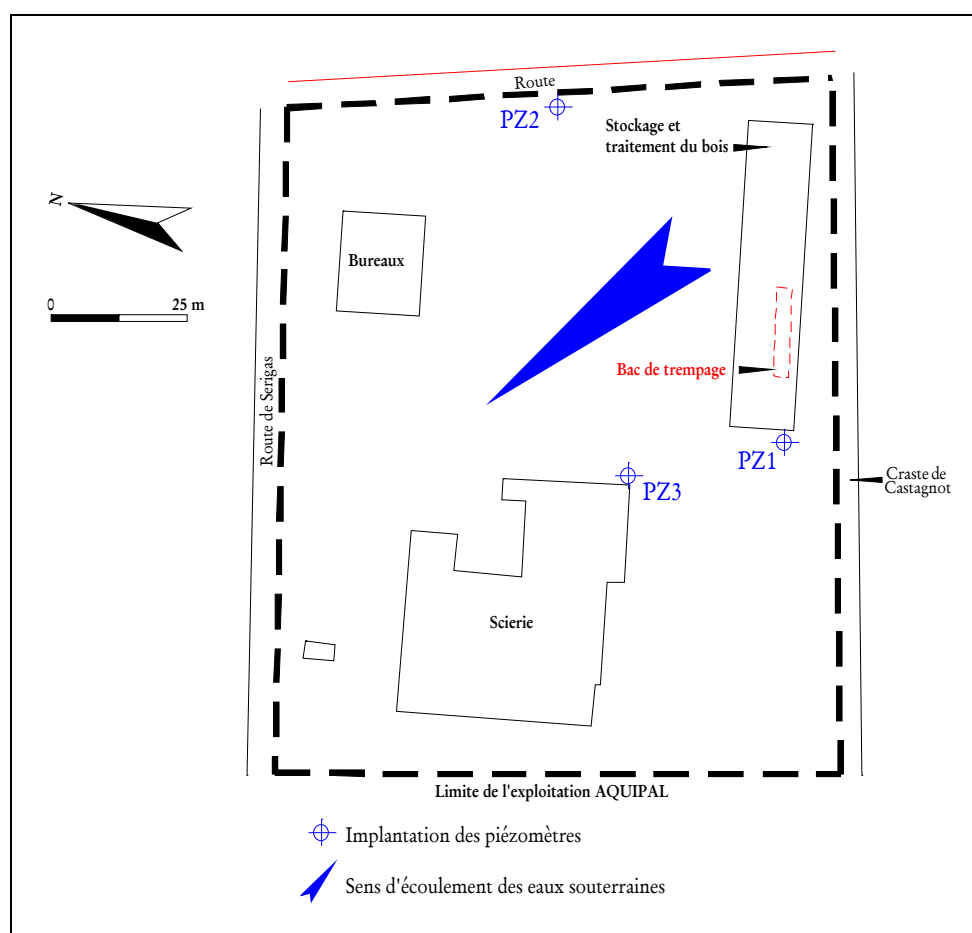 Route
PZ2
Stockage et
traitement du bois
N
Bureaux
0 25 m
Bac de trempage
Route de Serigas
PZ1
PZ3
Craste de
Castagnot
Scierie
Limite de l'exploitation AQUIPAL
Implantation des piézomètres
Sens d'écoulement des eaux souterraines